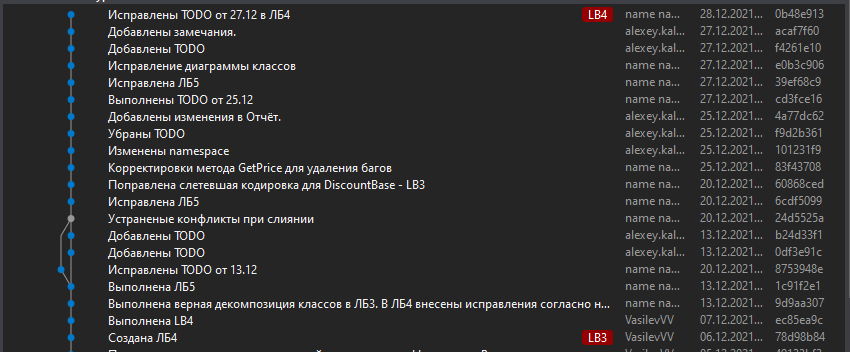 Исправлены TODO от 27.12 в ЛБ4 LB4 name na... 28.12.2021... 0b48e913
Добавлены замечания. alexey.kal... 27.12.2021... acaf7f60
Добавлены TODO alexey.kal... 27.12.2021... f4261e10
Исправление диаграммы классов name na... 27.12.2021... e0b3c906
Исправлена ЛБ5 name na... 27.12.2021... 39ef68c9
Выполнены TODO от 25.12 name na... 27.12.2021... cd3fce16
Добавлены изменения в Отчёт. alexey.kal... 25.12.2021... 4a77dc62
Убраны TODO alexey.kal... 25.12.2021... f9d2b361
Изменены namespace alexey.kal... 25.12.2021... 101231f9
Корректировки метода GetPrice для удаления багов name na... 25.12.2021... 83f43708
Поправлена слетевшая кодировка для DiscountBase - LB3 name na... 20.12.2021... 60868ced
Исправлена ЛБ5 name na... 20.12.2021... 6cdf5099
Устраненые конфликты при слиянии name na... 20.12.2021... 24d5525a
Добавлены TODO alexey.kal... 13.12.2021... b24d33f1
Добавлены TODO alexey.kal... 13.12.2021... 0df3e91c
Исправлены TODO от 13.12 name na... 20.12.2021... 8753948e
Выполнена ЛБ5 name na... 13.12.2021... 1c91f2e1
Выполнена верная декомпозиция классов в ЛБ3. В ЛБ4 внесены исправления согласно н... name na... 13.12.2021... 9d9aa307
Выполнена LB4 VasilevVV 07.12.2021... ec85ea9c
Создана ЛБ4 LB3 VasilevVV 06.12.2021... 78d98b84